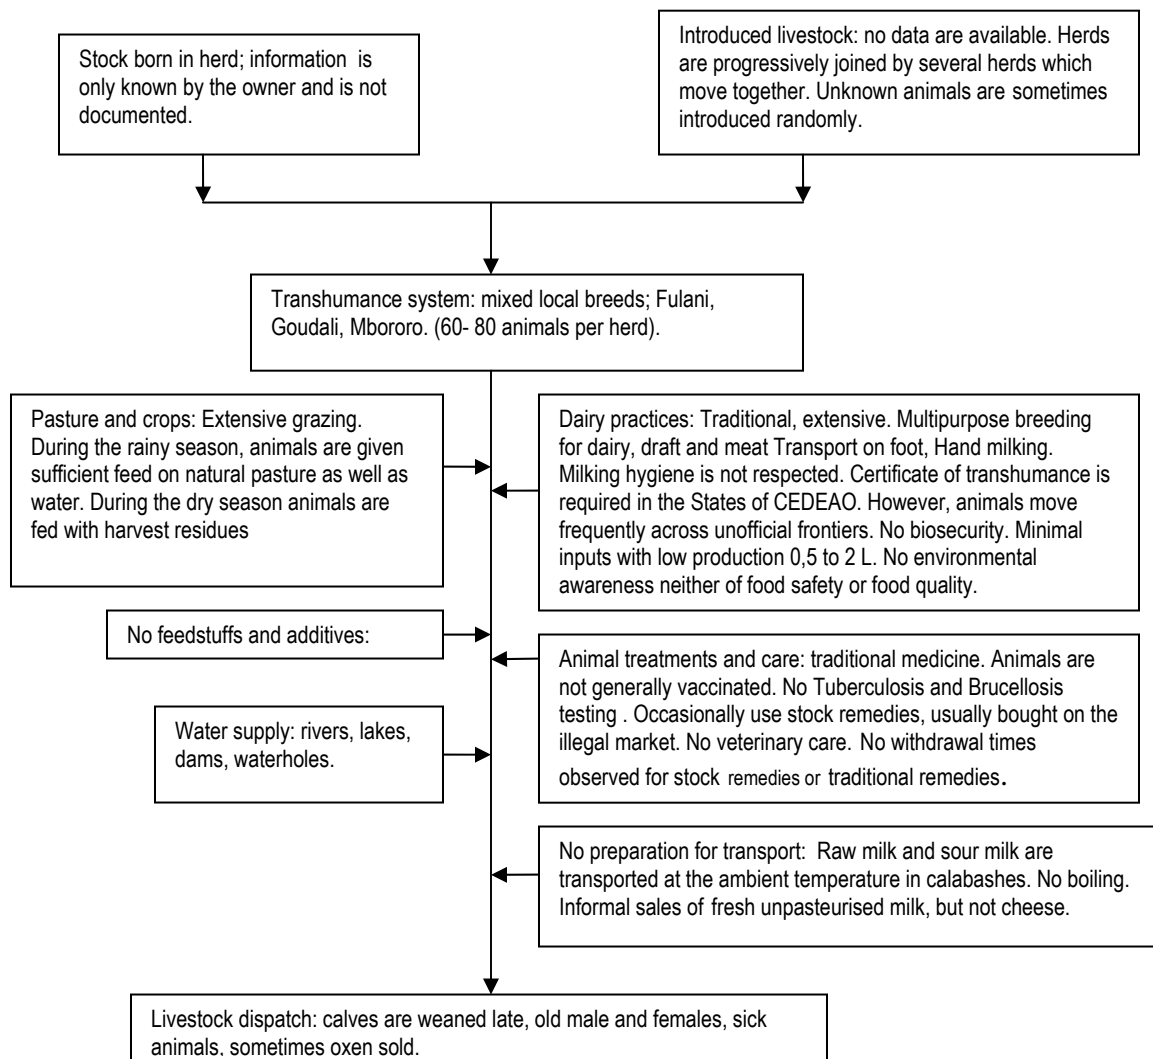 Stock born in herd; information is
only known by the owner and is not
documented.
Introduced livestock: no data are available. Herds
are progressively joined by several herds which
move together. Unknown animals are sometimes
introduced randomly.
Transhumance system: mixed local breeds; Fulani,
Goudali, Mbororo. (60- 80 animals per herd).
Pasture and crops: Extensive grazing.
During the rainy season, animals are given
sufficient feed on natural pasture as well as
water. During the dry season animals are
fed with harvest residues
Dairy practices: Traditional, extensive. Multipurpose breeding
for dairy, draft and meat Transport on foot, Hand milking.
Milking hygiene is not respected. Certificate of transhumance is
required in the States of CEDEAO. However, animals move
frequently across unofficial frontiers. No biosecurity. Minimal
inputs with low production 0,5 to 2 L. No environmental
awareness neither of food safety or food quality.
No feedstuffs and additives:
Animal treatments and care: traditional medicine. Animals are
not generally vaccinated. No Tuberculosis and Brucellosis
testing . Occasionally use stock remedies, usually bought on the
illegal market. No veterinary care. No withdrawal times
observed for stock remedies or traditional remedies.
Water supply: rivers, lakes,
dams, waterholes.
No preparation for transport: Raw milk and sour milk are
transported at the ambient temperature in calabashes. No boiling.
Informal sales of fresh unpasteurised milk, but not cheese.
Livestock dispatch: calves are weaned late, old male and females, sick
animals, sometimes oxen sold.